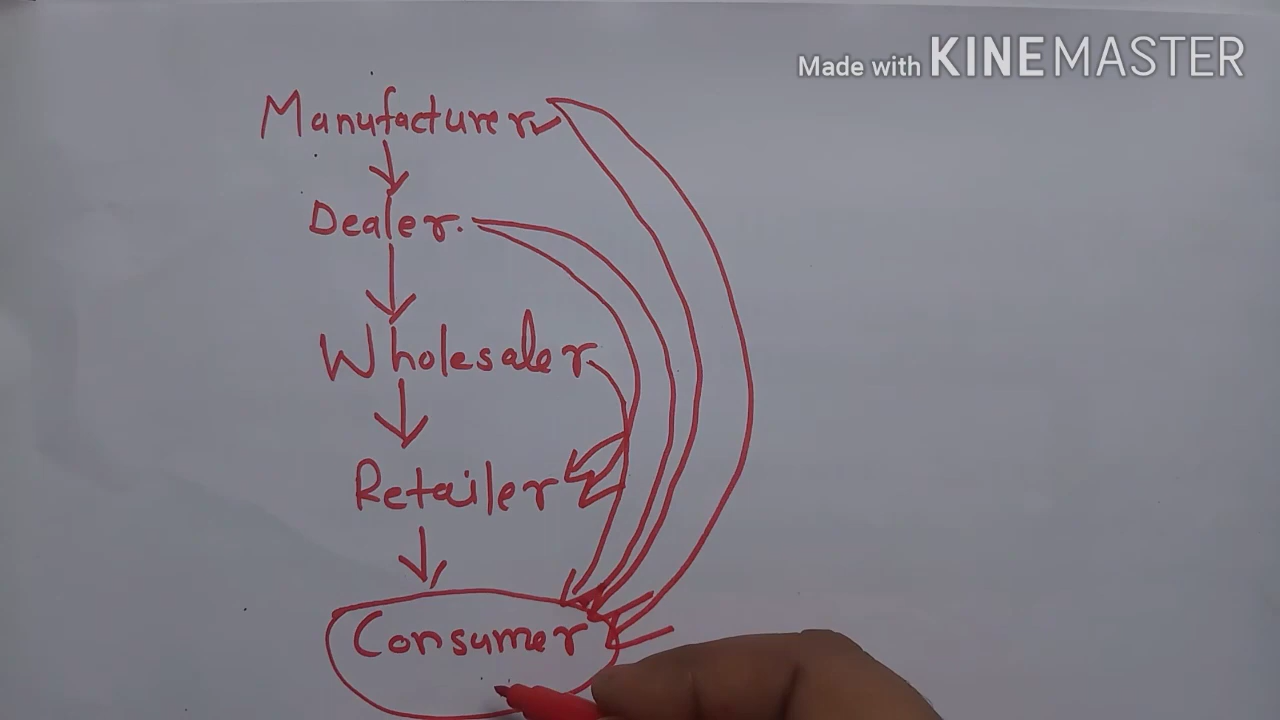 Made with KINEMASTER
Manufacturer
Dealer.
Wholesaler
Retailer
Consumer